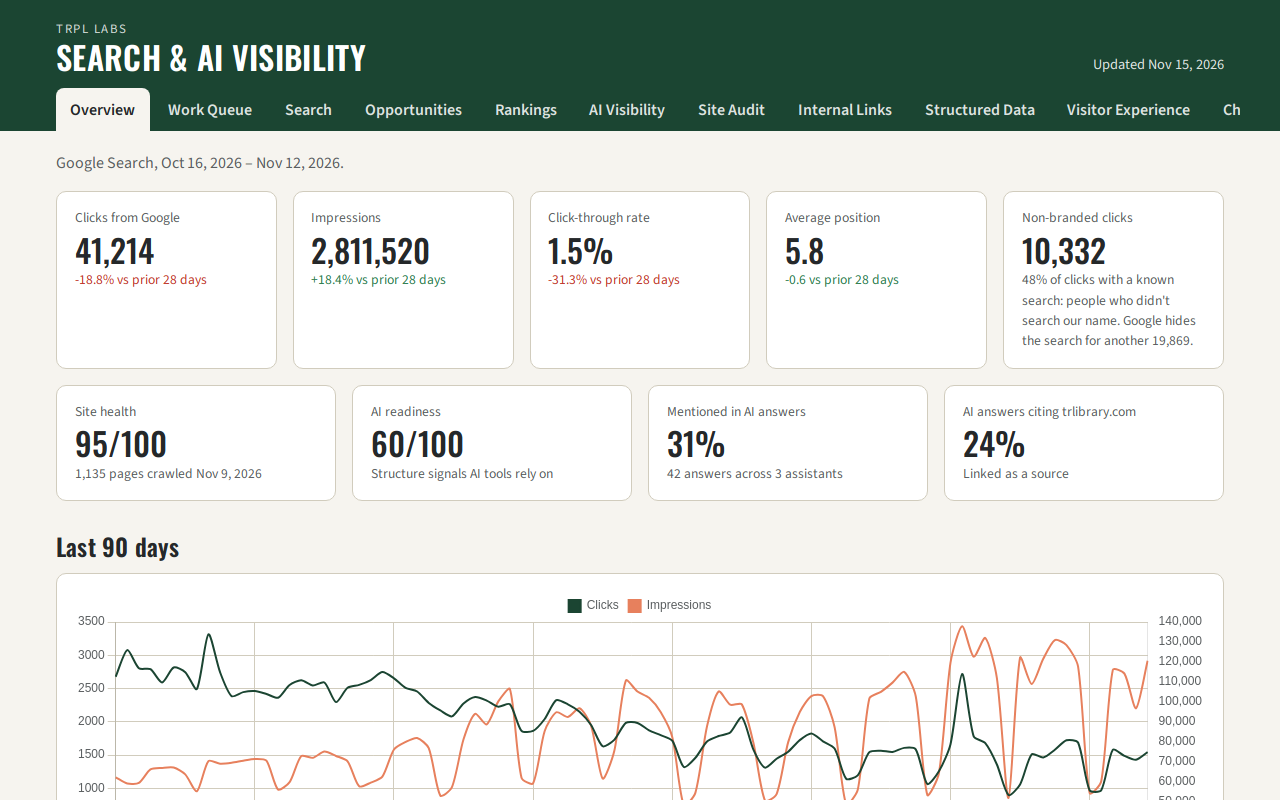 TRPL LABS
SEARCH & AI VISIBILITY
Updated Nov 15, 2026
Overview Work Queue Search Opportunities Rankings AI Visibility Site Audit Internal Links Structured Data Visitor Experience Ch
Google Search, Oct 16, 2026 – Nov 12, 2026.
Clicks from Google
41,214
-18.8% vs prior 28 days
Impressions
2,811,520
+18.4% vs prior 28 days
Click-through rate
1.5%
-31.3% vs prior 28 days
Average position
5.8
-0.6 vs prior 28 days
Non-branded clicks
10,332
48% of clicks with a known
search: people who didn't
search our name. Google hides
the search for another 19,869.
Site health
95/100
1,135 pages crawled Nov 9, 2026
AI readiness
60/100
Structure signals AI tools rely on
Mentioned in AI answers
31%
42 answers across 3 assistants
AI answers citing trlibrary.com
24%
Linked as a source
Last 90 days
Clicks Impressions
3500
3000
2500
2000
1500
1000
140,000
130,000
120,000
110,000
100,000
90,000
80,000
70,000
60,000
50,000